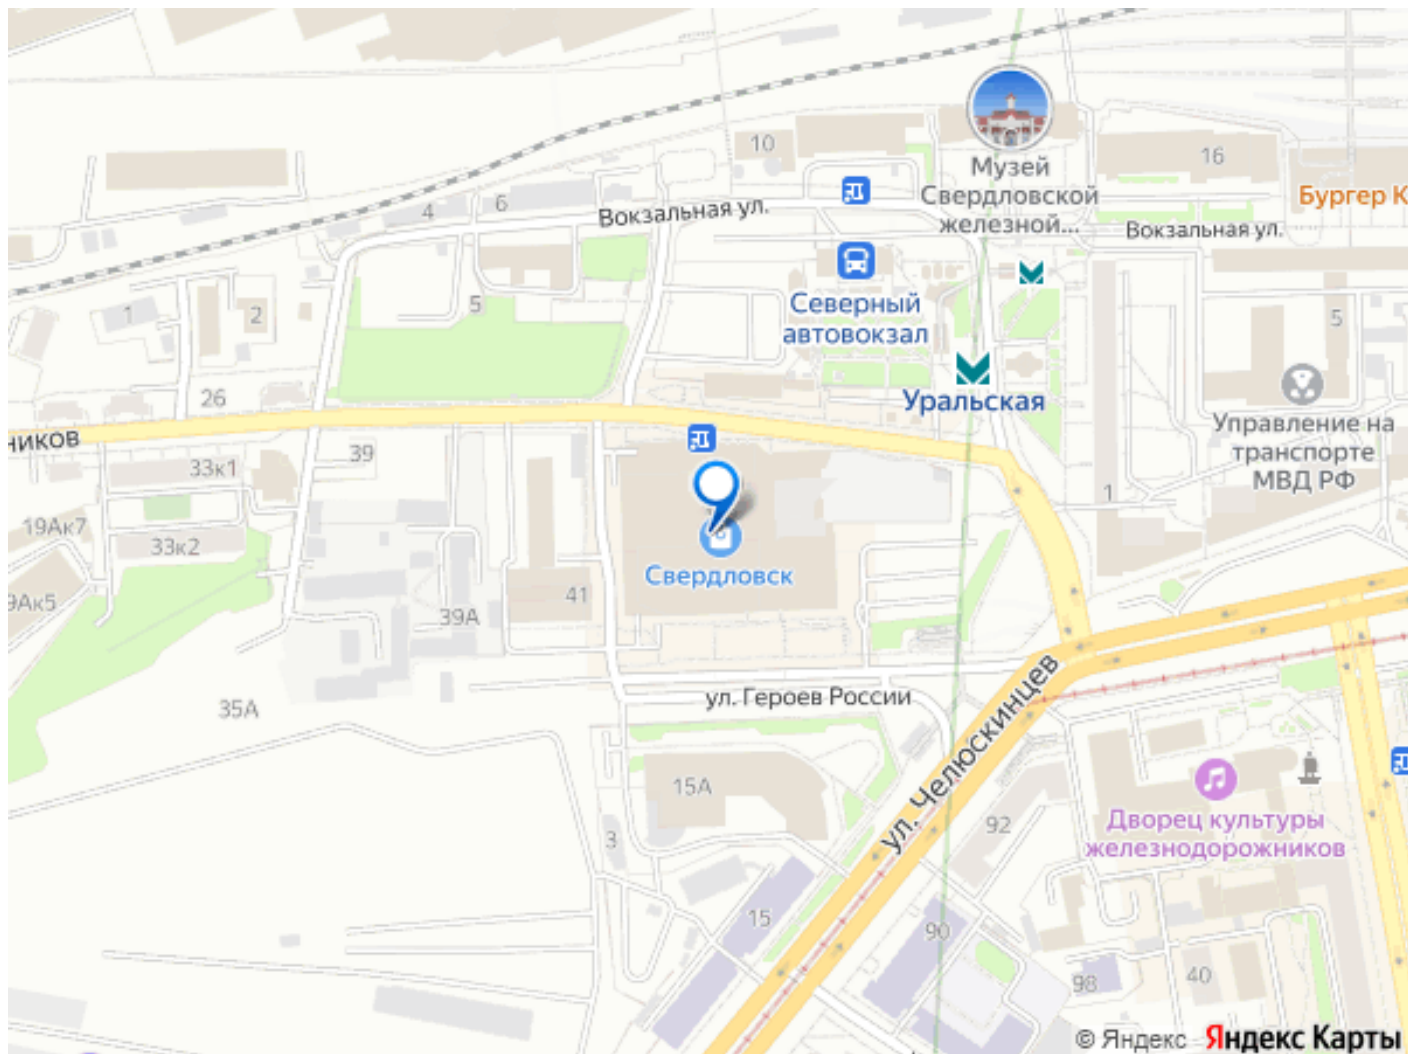 10
16
Музей
Свердловской
железной...
Бургер К
4
6
Вокзальная ул.
Вокзальная ул.
Северный
автовокзал
1
2
5
5
Уральская
26
Управление на
транспорте
МВД РФ
ников
39
33к1
1
19Ак7
33к2
Свердловск
9Ак5
41
39А
ул. Героев России
35А
ул. Челюскинцев
15А
92
3
Дворец культуры
железнодорожников
15
90
98
40
© Яндекс Яндекс Карты